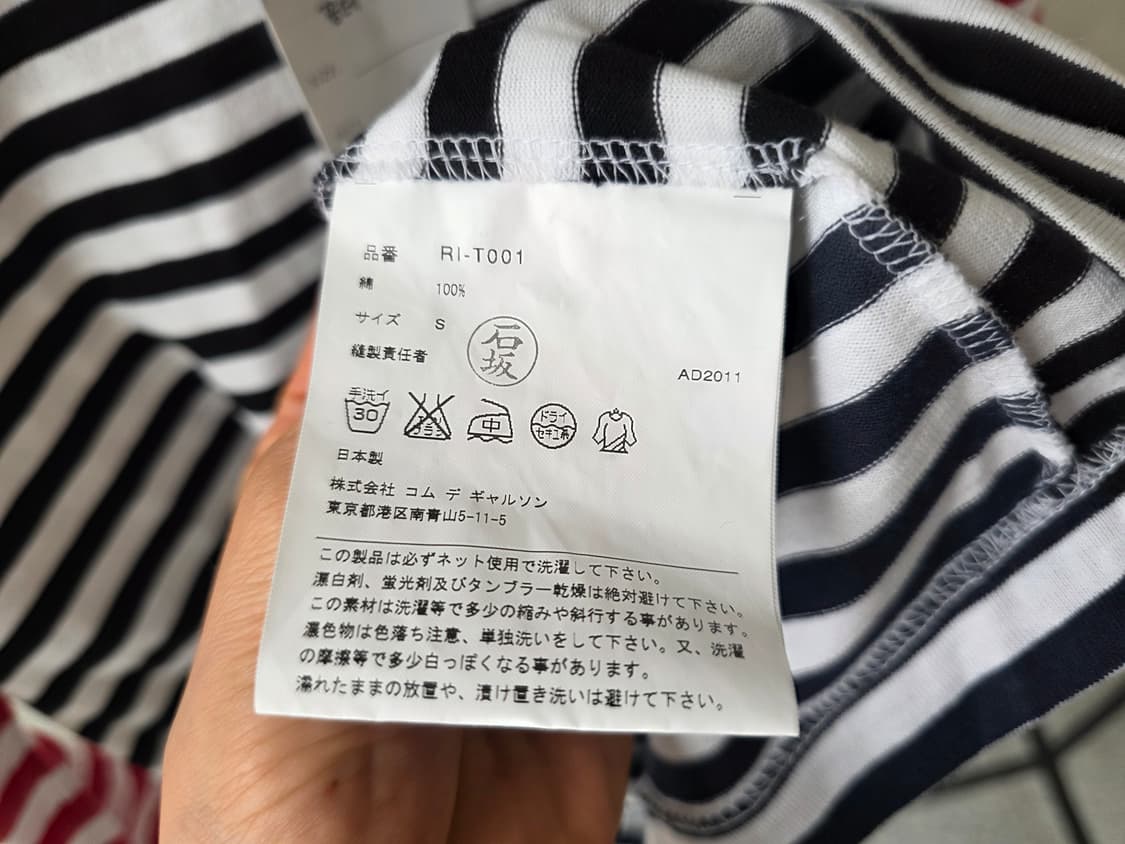 品番 RI-T001
綿 100%
サイズ S
縫製責任者 石坂
AD2011
手洗イ
30
中
ドライ
セキユ系
日本製
株式会社 コム デ ギャルソン
東京都港区南青山5-11-5
この製品は必ずネット使用で洗濯して下さい。
漂白剤、蛍光剤及びタンブラー乾燥は絶対避けて下さい。
この素材は洗濯等で多少の縮みや斜行する事があります。
濃色物は色落ち注意、単独洗いをして下さい。又、洗濯
の摩擦等で多少白っぽくなる事があります。
濡れたままの放置や、漬け置き洗いは避けて下さい。